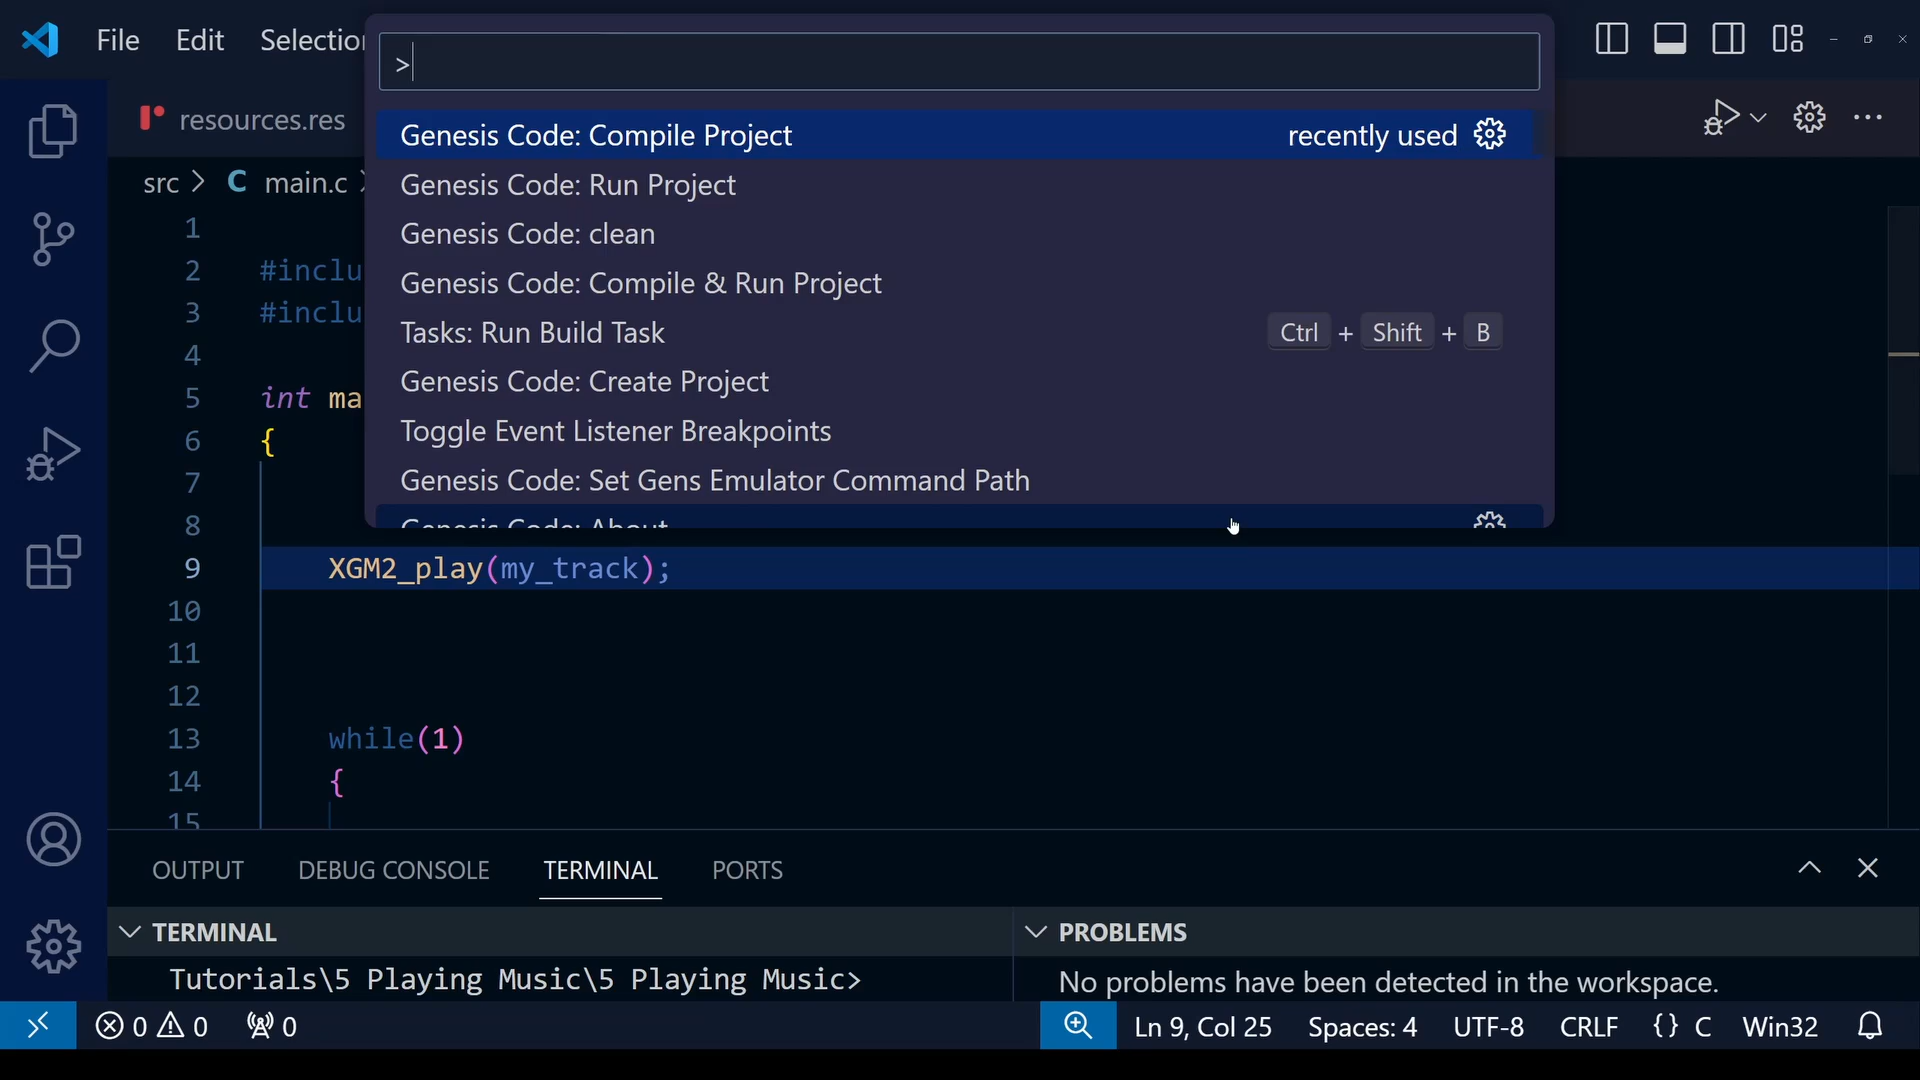 File Edit Selection
>
Genesis Code: Compile Project recently used
Genesis Code: Run Project
Genesis Code: clean
Genesis Code: Compile & Run Project
Tasks: Run Build Task Ctrl + Shift + B
Genesis Code: Create Project
Toggle Event Listener Breakpoints
Genesis Code: Set Gens Emulator Command Path
Genesis Code: About
resources.res
src > C main.c >
1
2 #inclu
3 #inclu
4
5 int ma
6 {
7
8
9 XGM2_play(my_track);
10
11
12
13 while(1)
14 {
15
OUTPUT DEBUG CONSOLE TERMINAL PORTS
TERMINAL
Tutorials\5 Playing Music\5 Playing Music>
PROBLEMS
No problems have been detected in the workspace.
0 0 0 Ln 9, Col 25 Spaces: 4 UTF-8 CRLF {} C Win32